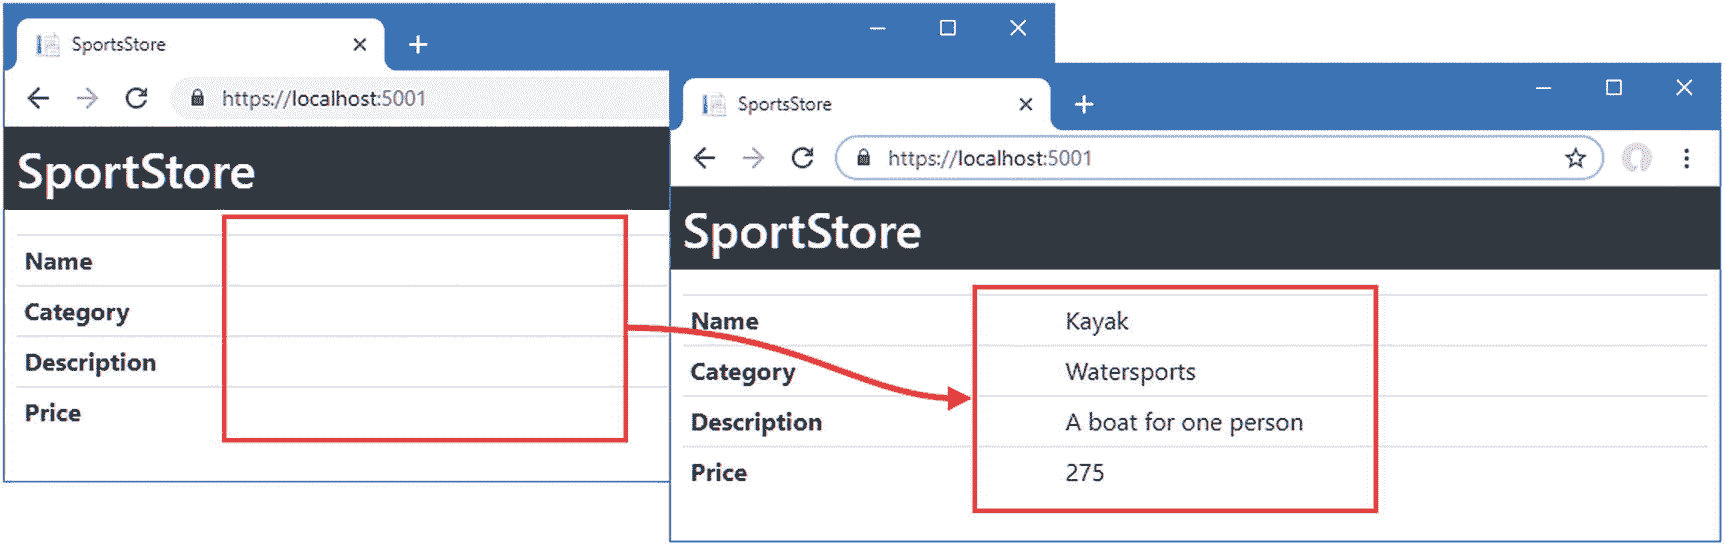 SportsStore
https://localhost:5001
SportStore
Name
Category
Description
Price
SportsStore
https://localhost:5001
SportStore
Name Kayak
Category Watersports
Description A boat for one person
Price 275